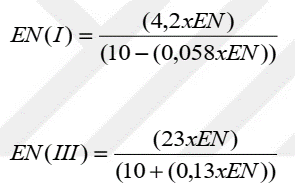 EN(I) = (4,2xEN) / (10 − (0,058xEN))
EN(III) = (23xEN) / (10 + (0,13xEN))